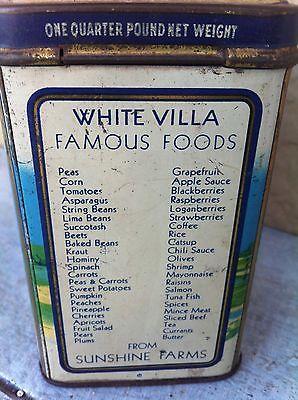 ONE QUARTER POUND NET WEIGHT
WHITE VILLA
FAMOUS FOODS
Peas
Corn
Tomatoes
Asparagus
String Beans
Lima Beans
Succotash
Beets
Baked Beans
Kraut
Hominy
Spinach
Carrots
Peas & Carrots
Sweet Potatoes
Pumpkin
Peaches
Pineapple
Cherries
Apricots
Fruit Salad
Pears
Plums
Grapefruit
Apple Sauce
Blackberries
Raspberries
Loganberries
Strawberries
Coffee
Rice
Catsup
Chili Sauce
Olives
Shrimp
Mayonnaise
Raisins
Salmon
Tuna Fish
Spices
Mince Meat
Sliced Beef
Tea
Currants
Butter
FROM
SUNSHINE FARMS